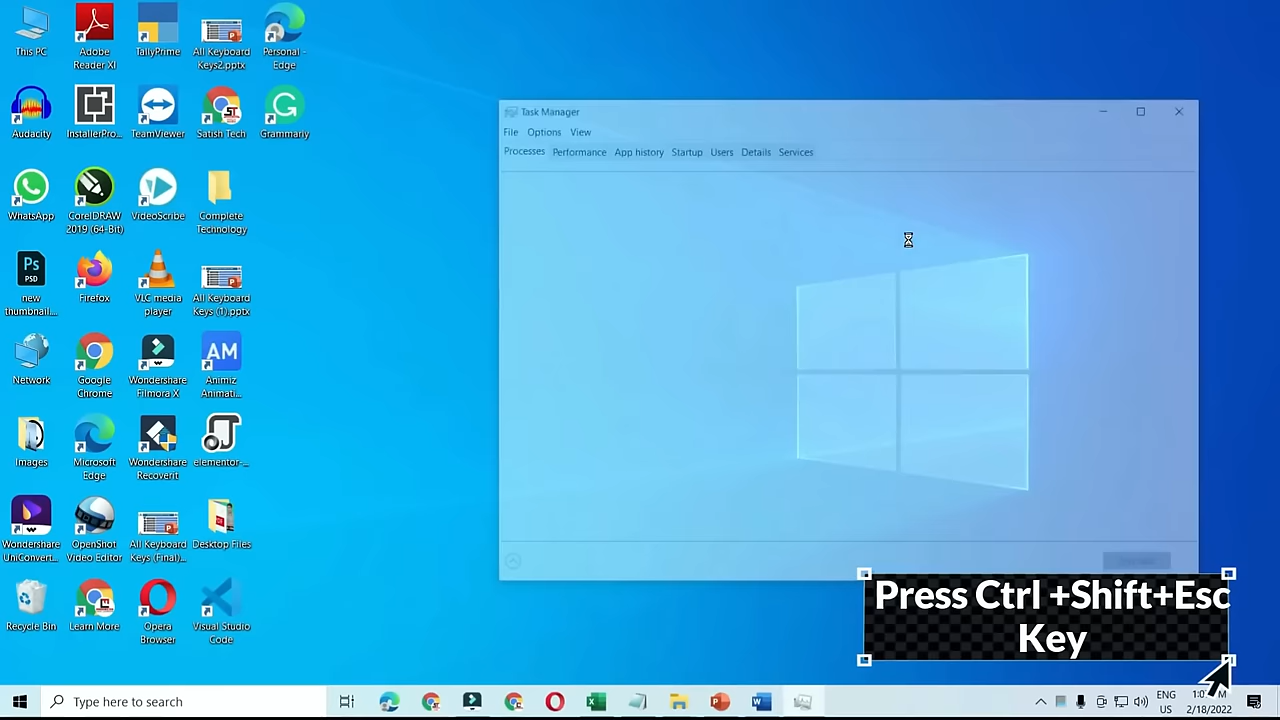 This PC
Adobe
Reader XI
TallyPrime
All Keyboard
Keys2.pptx
Personal -
Edge
Audacity
InstallerPro...
TeamViewer
Satish Tech
Grammarly
WhatsApp
CorelDRAW
2019 (64-Bit)
VideoScribe
Complete
Technology
Ps
PSD
new
thumbnail...
Firefox
VLC media
player
All Keyboard
Keys (1).pptx
Network
Google
Chrome
Wondershare
Filmora X
AM
Animiz
Animati...
Images
Microsoft
Edge
Wondershare
Recoverit
elementor-...
Wondershare
UniConvert...
OpenShot
Video Editor
All Keyboard
Keys (Final)...
Desktop Files
Recycle Bin
Learn More
Opera
Browser
Visual Studio
Code
Task Manager
File Options View
Processes Performance App history Startup Users Details Services
Press Ctrl +Shift+Esc
Key
Type here to search
ENG
US
2/18/2022